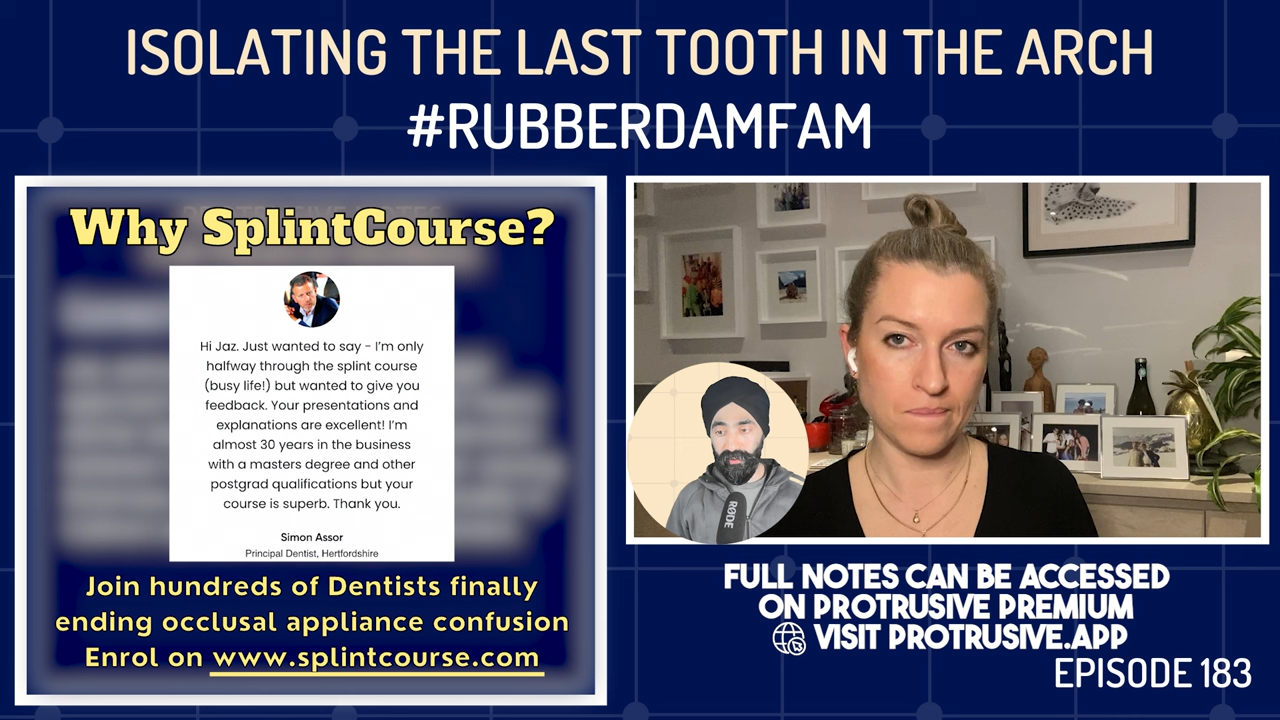 ISOLATING THE LAST TOOTH IN THE ARCH
#RUBBERDAMFAM
Why SplintCourse?
Hi Jaz. Just wanted to say - I'm only
halfway through the splint course
(busy life!) but wanted to give you
feedback. Your presentations and
explanations are excellent! I'm
almost 30 years in the business
with a masters degree and other
postgrad qualifications but your
course is superb. Thank you.
Simon Assor
Principal Dentist, Hertfordshire
Join hundreds of Dentists finally
ending occlusal appliance confusion
Enrol on www.splintcourse.com
RØDE
FULL NOTES CAN BE ACCESSED
ON PROTRUSIVE PREMIUM
VISIT PROTRUSIVE.APP
EPISODE 183